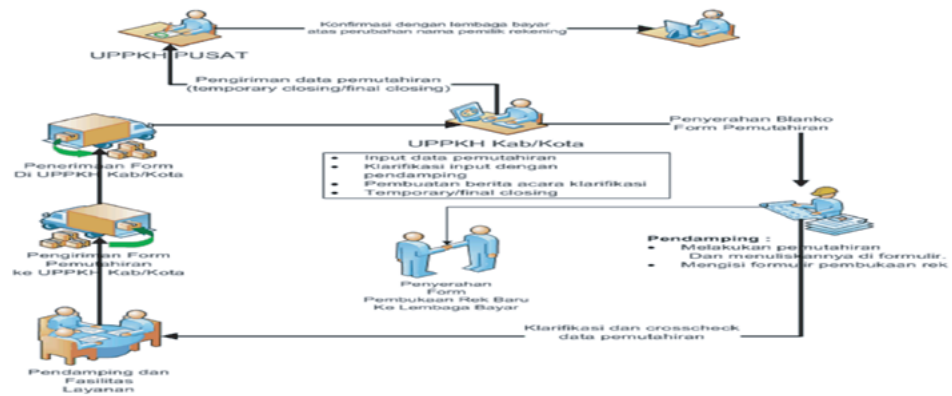 Konfirmasi dengan lembaga bayar
atas perubahan nama pemilik rekening
UPPKH PUSAT
Pengiriman data pemutahiran
(temporary closing/final closing)
Penyerahan Blanko
Form Pemutahiran
UPPKH Kab/Kota
• Input data pemutahiran
• Klarifikasi input dengan
pendamping
• Pembuatan berita acara klarifikasi
• Temporary/final closing
Penerimaan Form
Di UPPKH Kab/Kota
Pendamping :
• Melakukan pemutahiran
Dan menuliskannya di formulir.
• Mengisi formulir pembukaan rek
Pengiriman Form
Pemutahiran
ke UPPKH Kab/Kota
Penyerahan
Form
Pembukaan Rek Baru
Ke Lembaga Bayar
Klarifikasi dan crosscheck
data pemutahiran
Pendamping dan
Fasilitas
Layanan